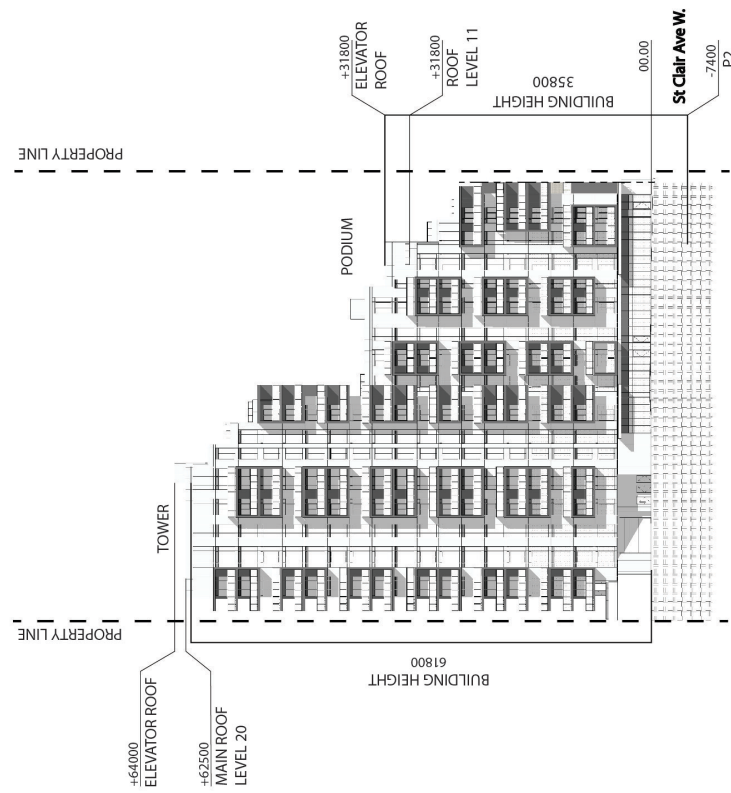 +31800
ELEVATOR
ROOF
+31800
ROOF
LEVEL 11
BUILDING HEIGHT
35800
00.00
St Clair Ave W.
-7400
P2
PROPERTY LINE
PODIUM
TOWER
PROPERTY LINE
BUILDING HEIGHT
61800
+64000
ELEVATOR ROOF
+62500
MAIN ROOF
LEVEL 20